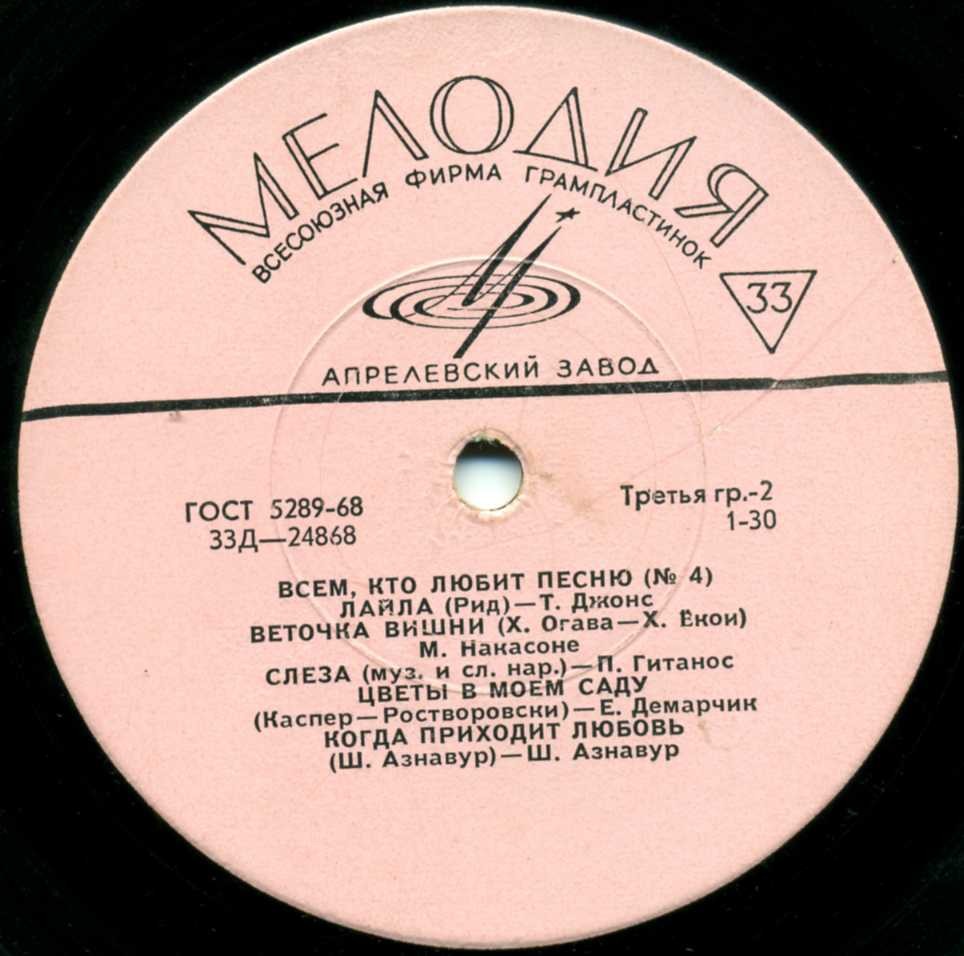 МЕЛОДИЯ
ВСЕСОЮЗНАЯ ФИРМА ГРАМПЛАСТИНОК
33
АПРЕЛЕВСКИЙ ЗАВОД
ГОСТ 5289-68
33Д—24868
Третья гр.-2
1-30
ВСЕМ, КТО ЛЮБИТ ПЕСНЮ (№ 4)
ЛАЙЛА (Рид)—Т. Джонс
ВЕТОЧКА ВИШНИ (Х. Огава—Х. Ёкои)
М. Накасоне
СЛЕЗА (муз. и сл. нар.)—П. Гитанос
ЦВЕТЫ В МОЕМ САДУ
(Каспер—Ростворовски)—Е. Демарчик
КОГДА ПРИХОДИТ ЛЮБОВЬ
(Ш. Азнавур)—Ш. Азнавур